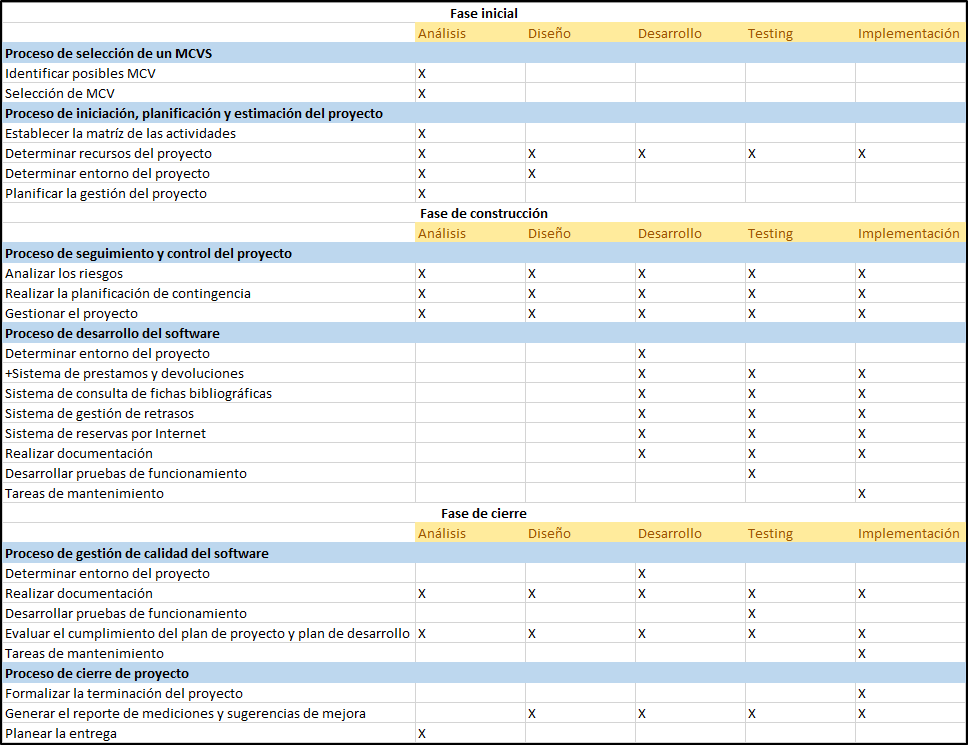 Fase inicial
Análisis Diseño Desarrollo Testing Implementación
Proceso de selección de un MCVS
Identificar posibles MCV X
Selección de MCV X
Proceso de iniciación, planificación y estimación del proyecto
Establecer la matríz de las actividades X
Determinar recursos del proyecto X X X X X
Determinar entorno del proyecto X X
Planificar la gestión del proyecto X
Fase de construcción
Análisis Diseño Desarrollo Testing Implementación
Proceso de seguimiento y control del proyecto
Analizar los riesgos X X X X X
Realizar la planificación de contingencia X X X X X
Gestionar el proyecto X X X X X
Proceso de desarrollo del software
Determinar entorno del proyecto X
+Sistema de prestamos y devoluciones X X X
Sistema de consulta de fichas bibliográficas X X X
Sistema de gestión de retrasos X X X
Sistema de reservas por Internet X X X
Realizar documentación X X X
Desarrollar pruebas de funcionamiento X
Tareas de mantenimiento X
Fase de cierre
Análisis Diseño Desarrollo Testing Implementación
Proceso de gestión de calidad del software
Determinar entorno del proyecto X
Realizar documentación X X X X X
Desarrollar pruebas de funcionamiento X
Evaluar el cumplimiento del plan de proyecto y plan de desarrollo X X X X X
Tareas de mantenimiento X
Proceso de cierre de proyecto
Formalizar la terminación del proyecto X
Generar el reporte de mediciones y sugerencias de mejora X X X X
Planear la entrega X